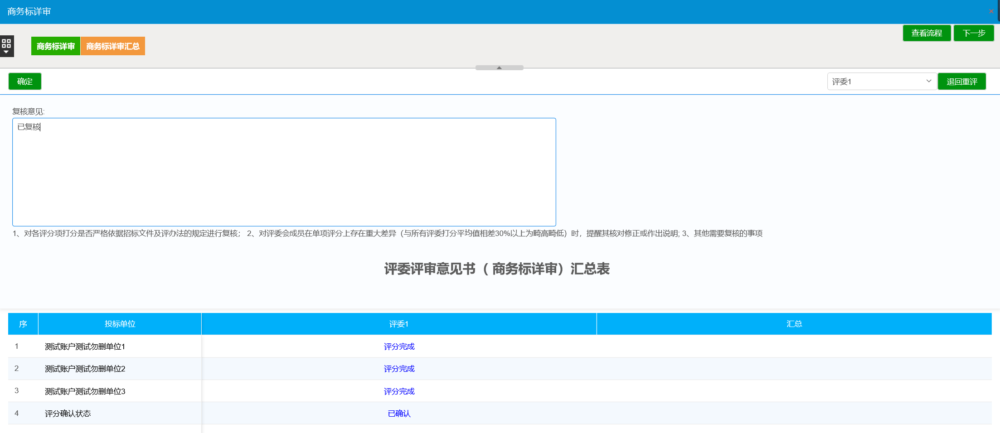 商务标详审
×
查看流程 下一步
商务标详审 商务标详审汇总
确定 评委1 退回重评
复核意见:
已复核
1、对各评分项打分是否严格依据招标文件及评办法的规定进行复核； 2、对评委会成员在单项评分上存在重大差异（与所有评委打分平均值相差30%以上为畸高畸低）时，提醒其核对修正或作出说明; 3、其他需要复核的事项
评委评审意见书（ 商务标详审）汇总表
序 投标单位 评委1 汇总
1 测试账户测试勿删单位1 评分完成
2 测试账户测试勿删单位2 评分完成
3 测试账户测试勿删单位3 评分完成
4 评分确认状态 已确认